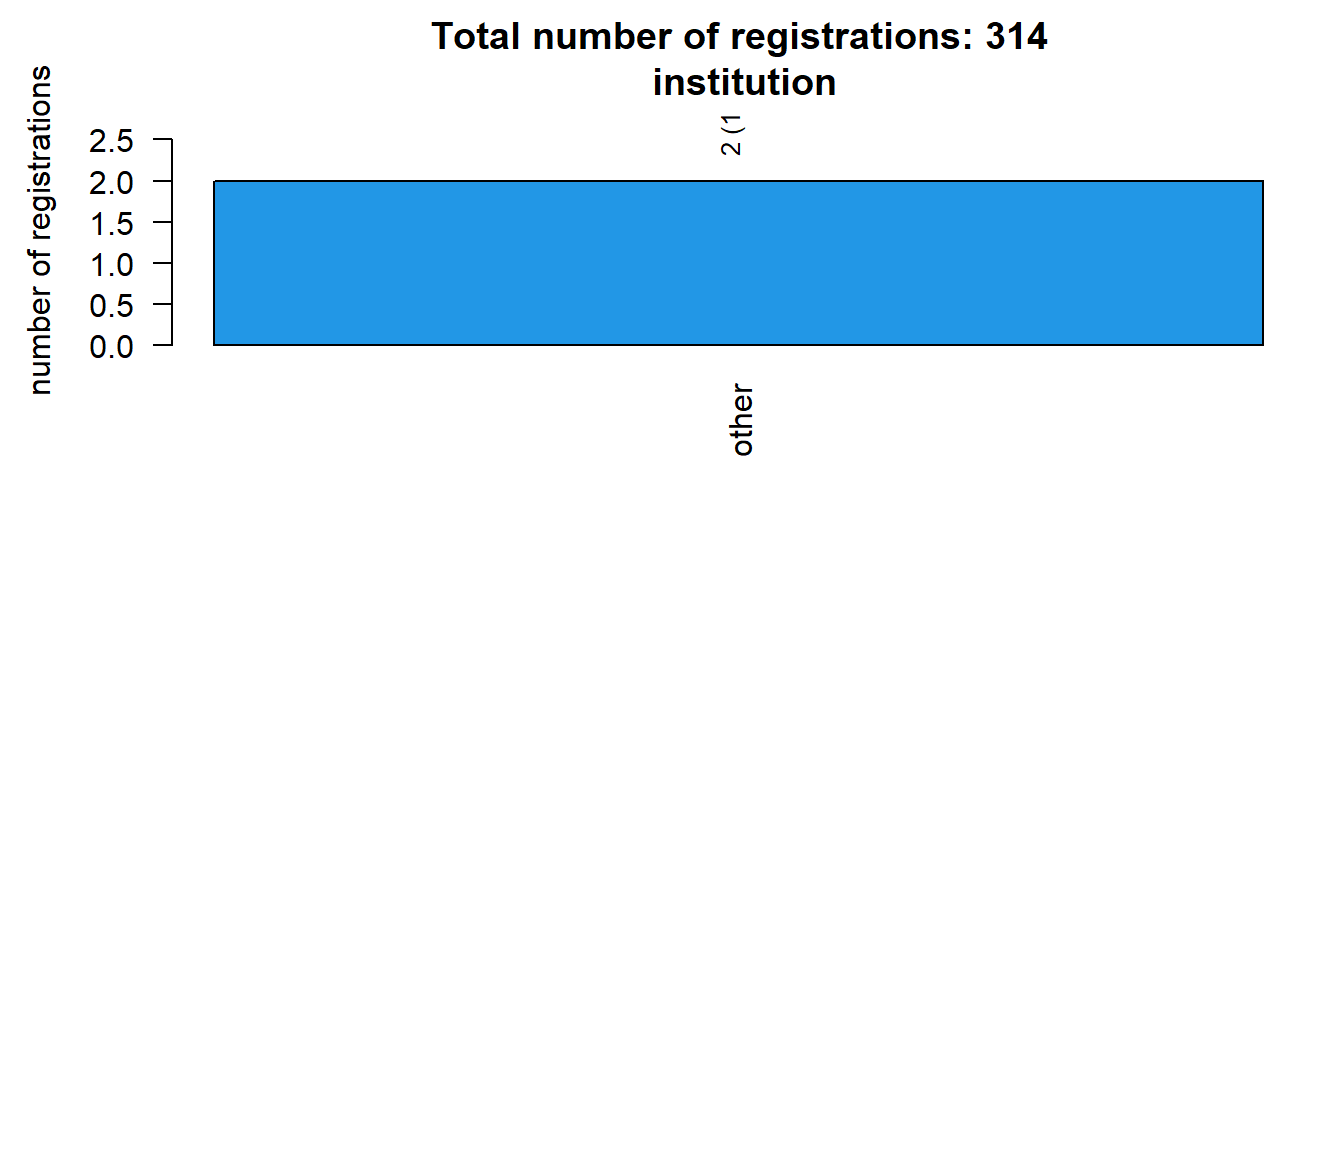 Total number of registrations: 314
institution
number of registrations
2.5
2.0
1.5
1.0
0.5
0.0
2 (1
other